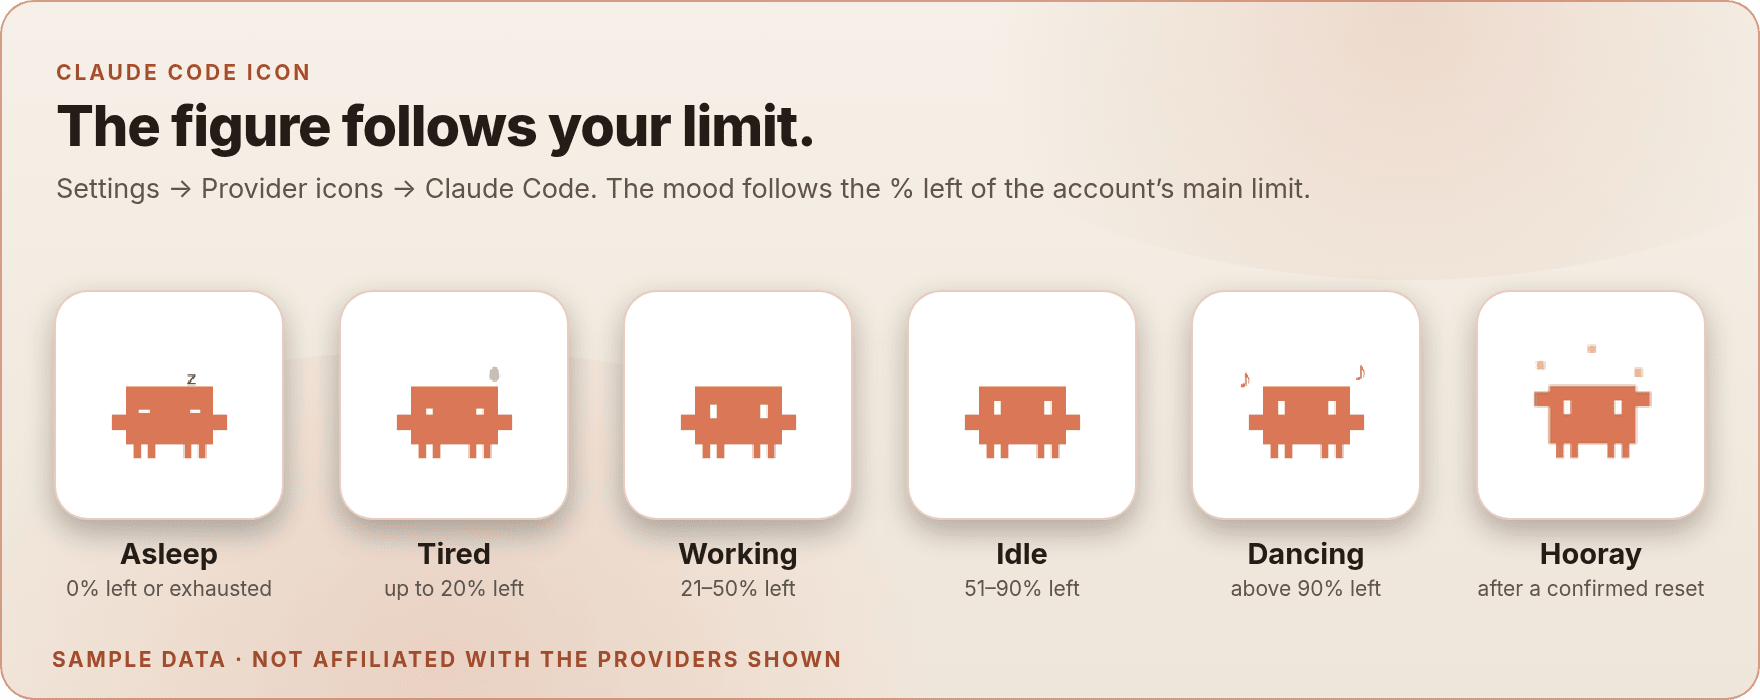 CLAUDE CODE ICON
The figure follows your limit.
Settings → Provider icons → Claude Code. The mood follows the % left of the account’s main limit.
z
♪ ♪
Asleep Tired Working Idle Dancing Hooray
0% left or exhausted up to 20% left 21–50% left 51–90% left above 90% left after a confirmed reset
SAMPLE DATA · NOT AFFILIATED WITH THE PROVIDERS SHOWN